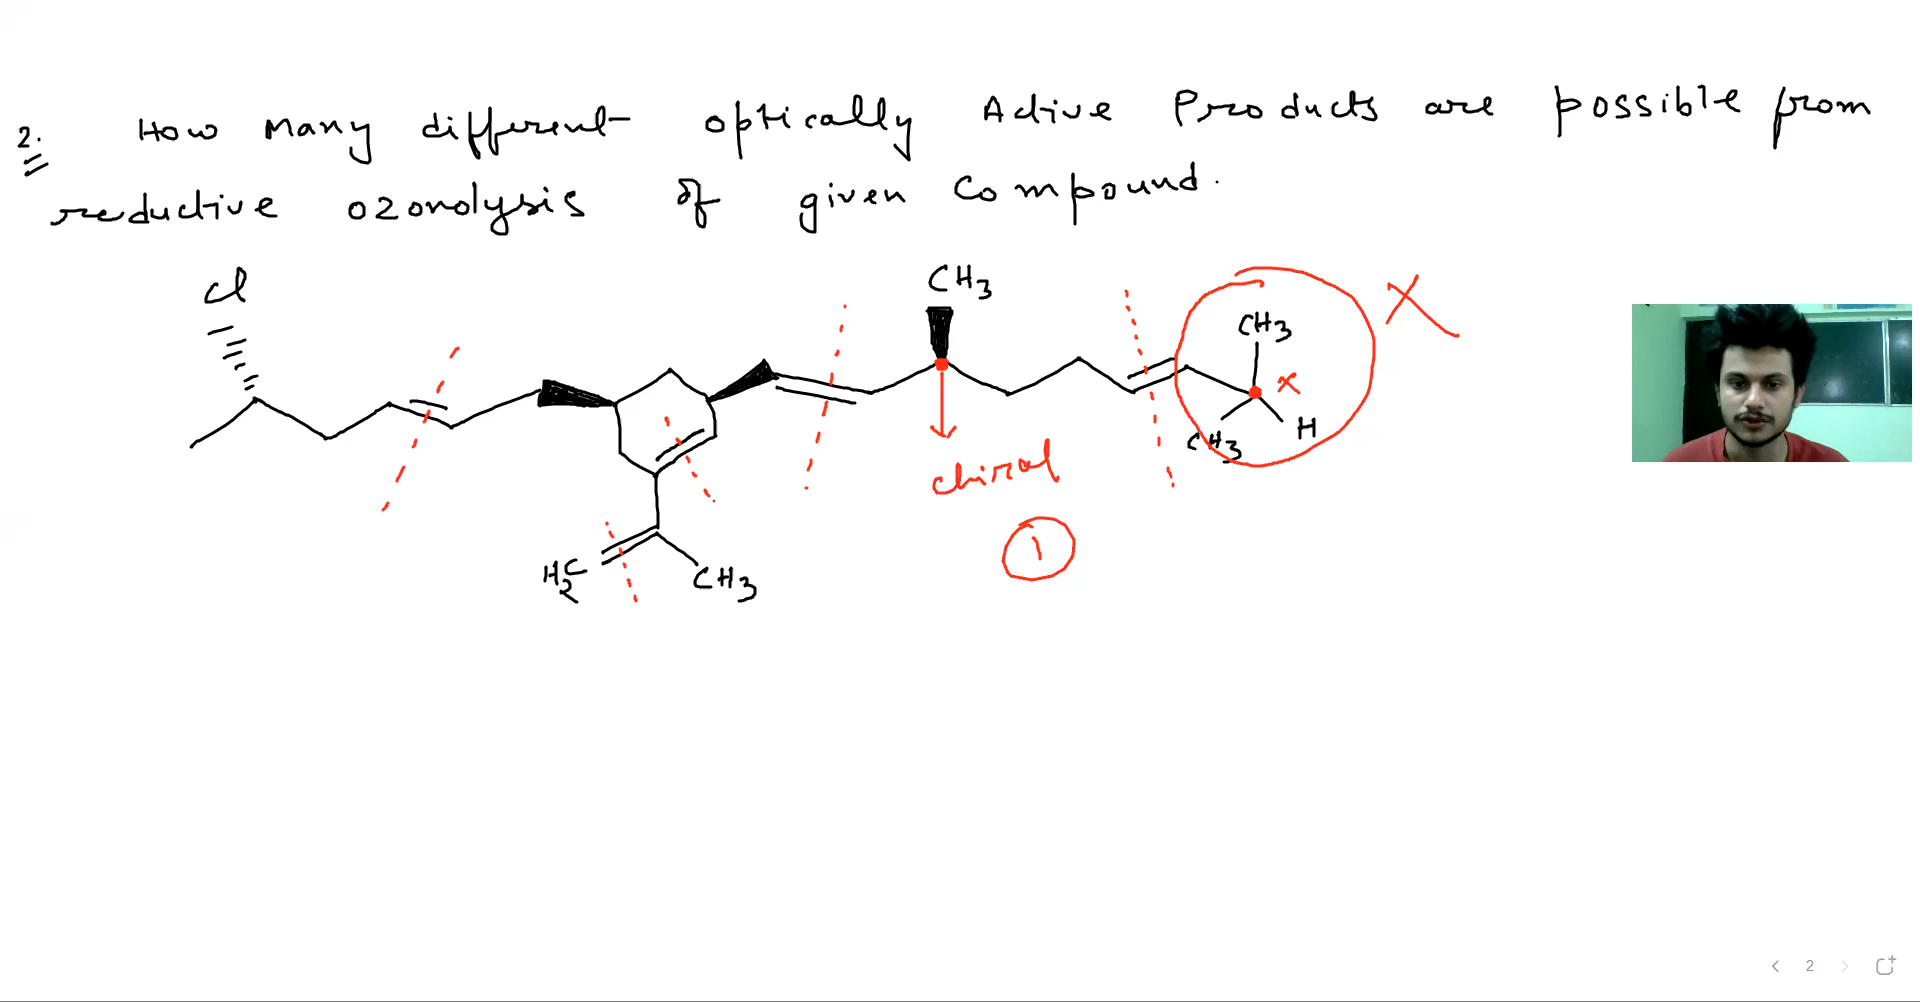 2. How Many different optically Active Products are possible from
reductive ozonolysis of given compound.
Cl
CH3
CH3
x
X
CH3
H
chiral
1
H2C
CH3
2